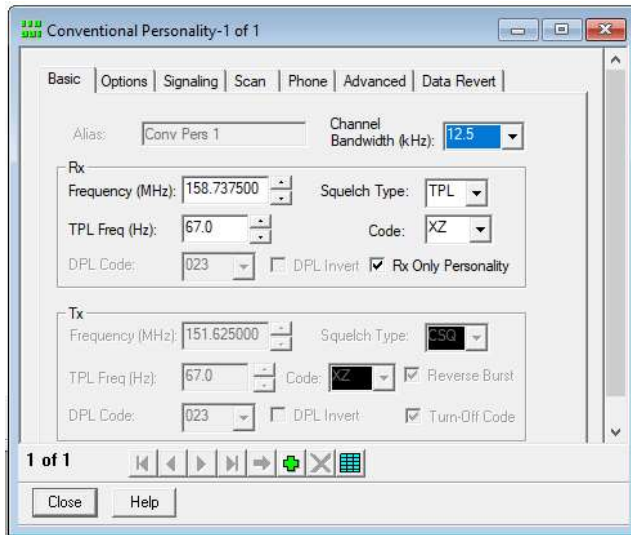 Conventional Personality-1 of 1
Basic Options Signaling Scan Phone Advanced Data Revert
Alias: Conv Pers 1 Channel Bandwidth (kHz): 12.5
Rx
Frequency (MHz): 158.737500 Squelch Type: TPL
TPL Freq (Hz): 67.0 Code: XZ
DPL Code: 023 DPL Invert Rx Only Personality
Tx
Frequency (MHz): 151.625000 Squelch Type: CSQ
TPL Freq (Hz): 67.0 Code: XZ Reverse Burst
DPL Code: 023 DPL Invert Turn-Off Code
1 of 1
Close Help